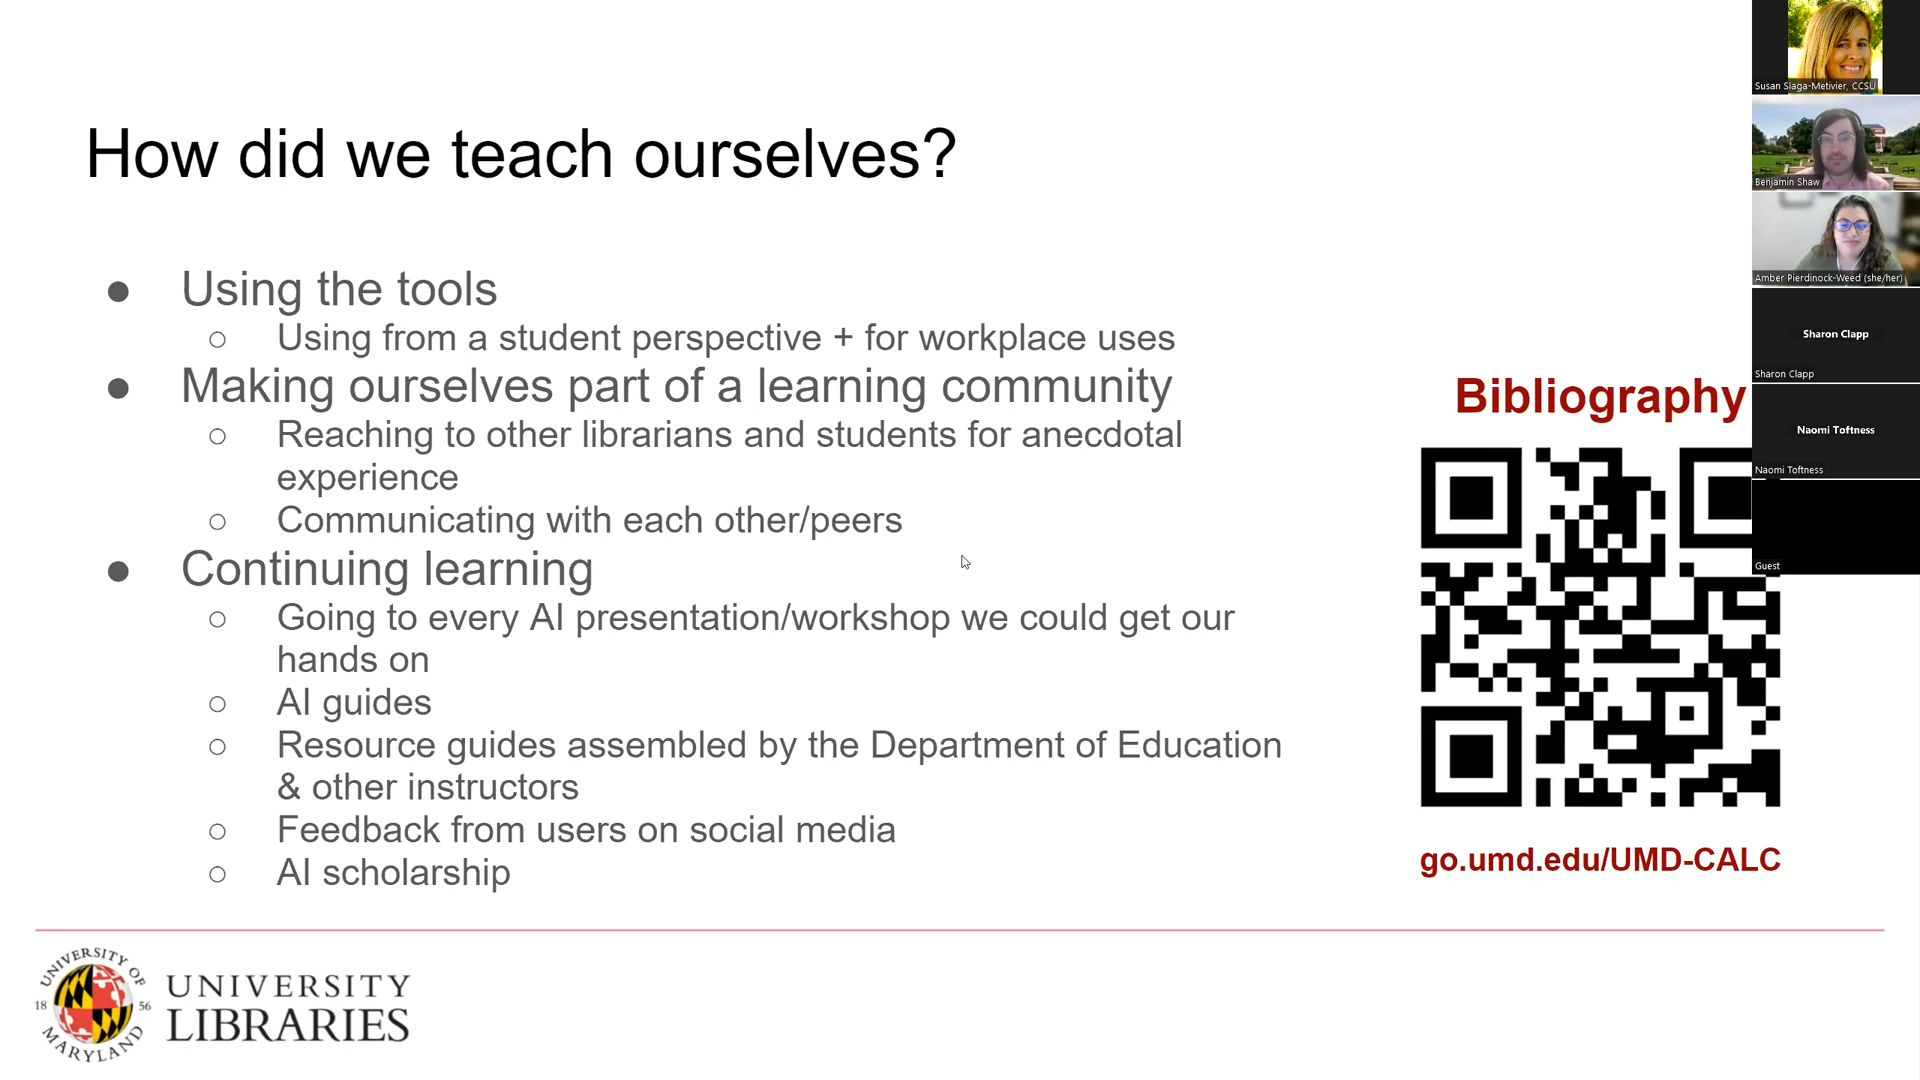 How did we teach ourselves?
● Using the tools
○ Using from a student perspective + for workplace uses
● Making ourselves part of a learning community
○ Reaching to other librarians and students for anecdotal
experience
○ Communicating with each other/peers
● Continuing learning
○ Going to every AI presentation/workshop we could get our
hands on
○ AI guides
○ Resource guides assembled by the Department of Education
& other instructors
○ Feedback from users on social media
○ AI scholarship
Bibliography
go.umd.edu/UMD-CALC
Susan Slaga-Metivier, CCSU
Benjamin Shaw
Amber Pierdinock-Weed (she/her)
Sharon Clapp
Sharon Clapp
Naomi Toftness
Naomi Toftness
Guest
UNIVERSITY OF
18 56
MARYLAND
UNIVERSITY
LIBRARIES